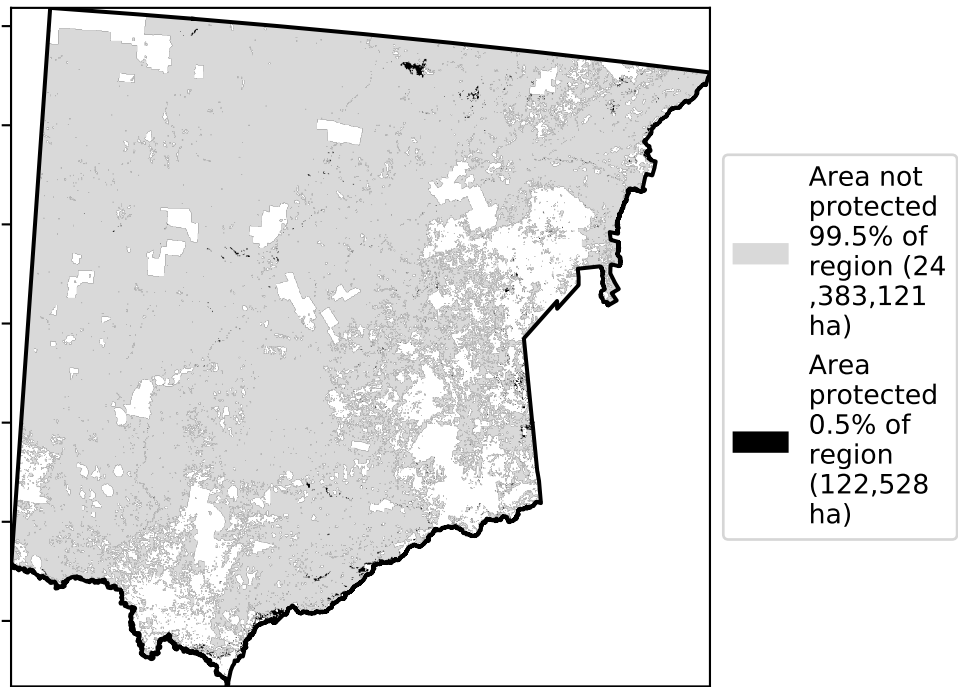 Area not
protected
99.5% of
region (24
,383,121
ha)
Area
protected
0.5% of
region
(122,528
ha)